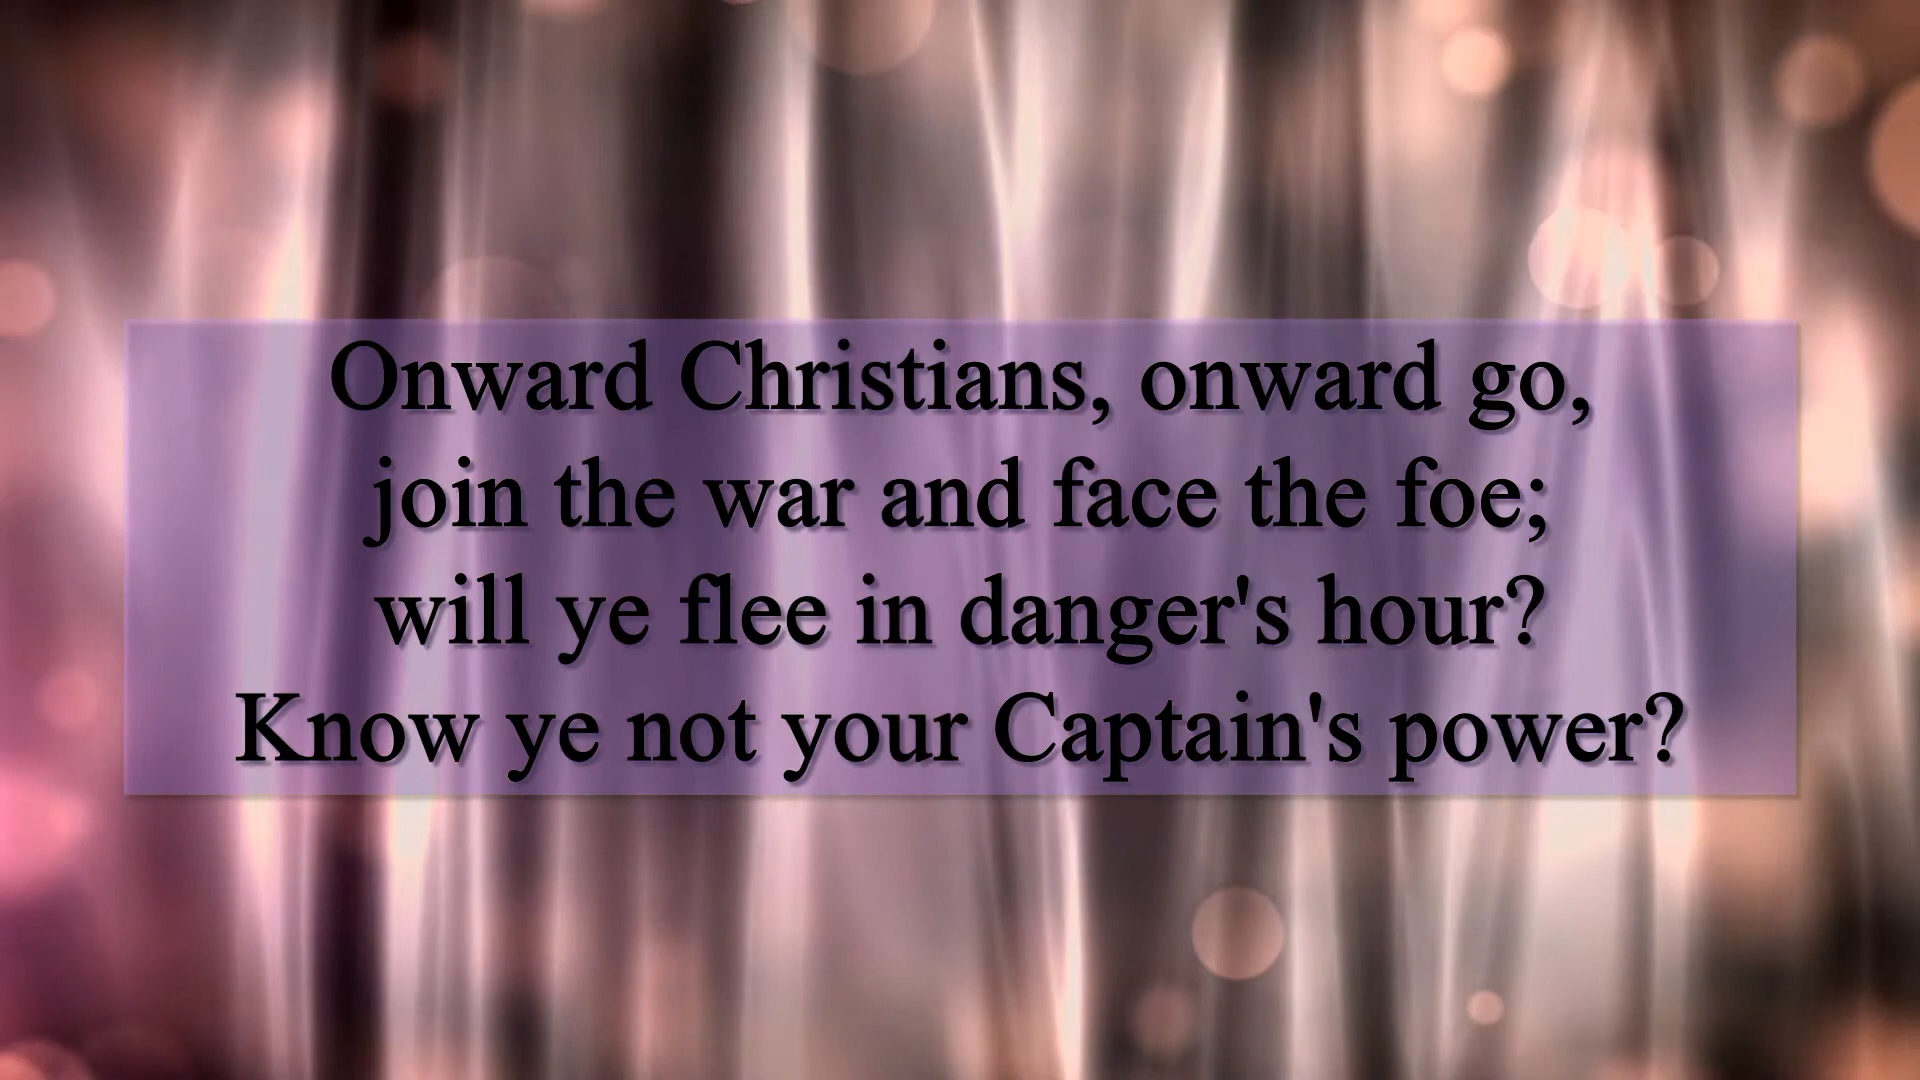 Onward Christians, onward go,
join the war and face the foe;
will ye flee in danger's hour?
Know ye not your Captain's power?